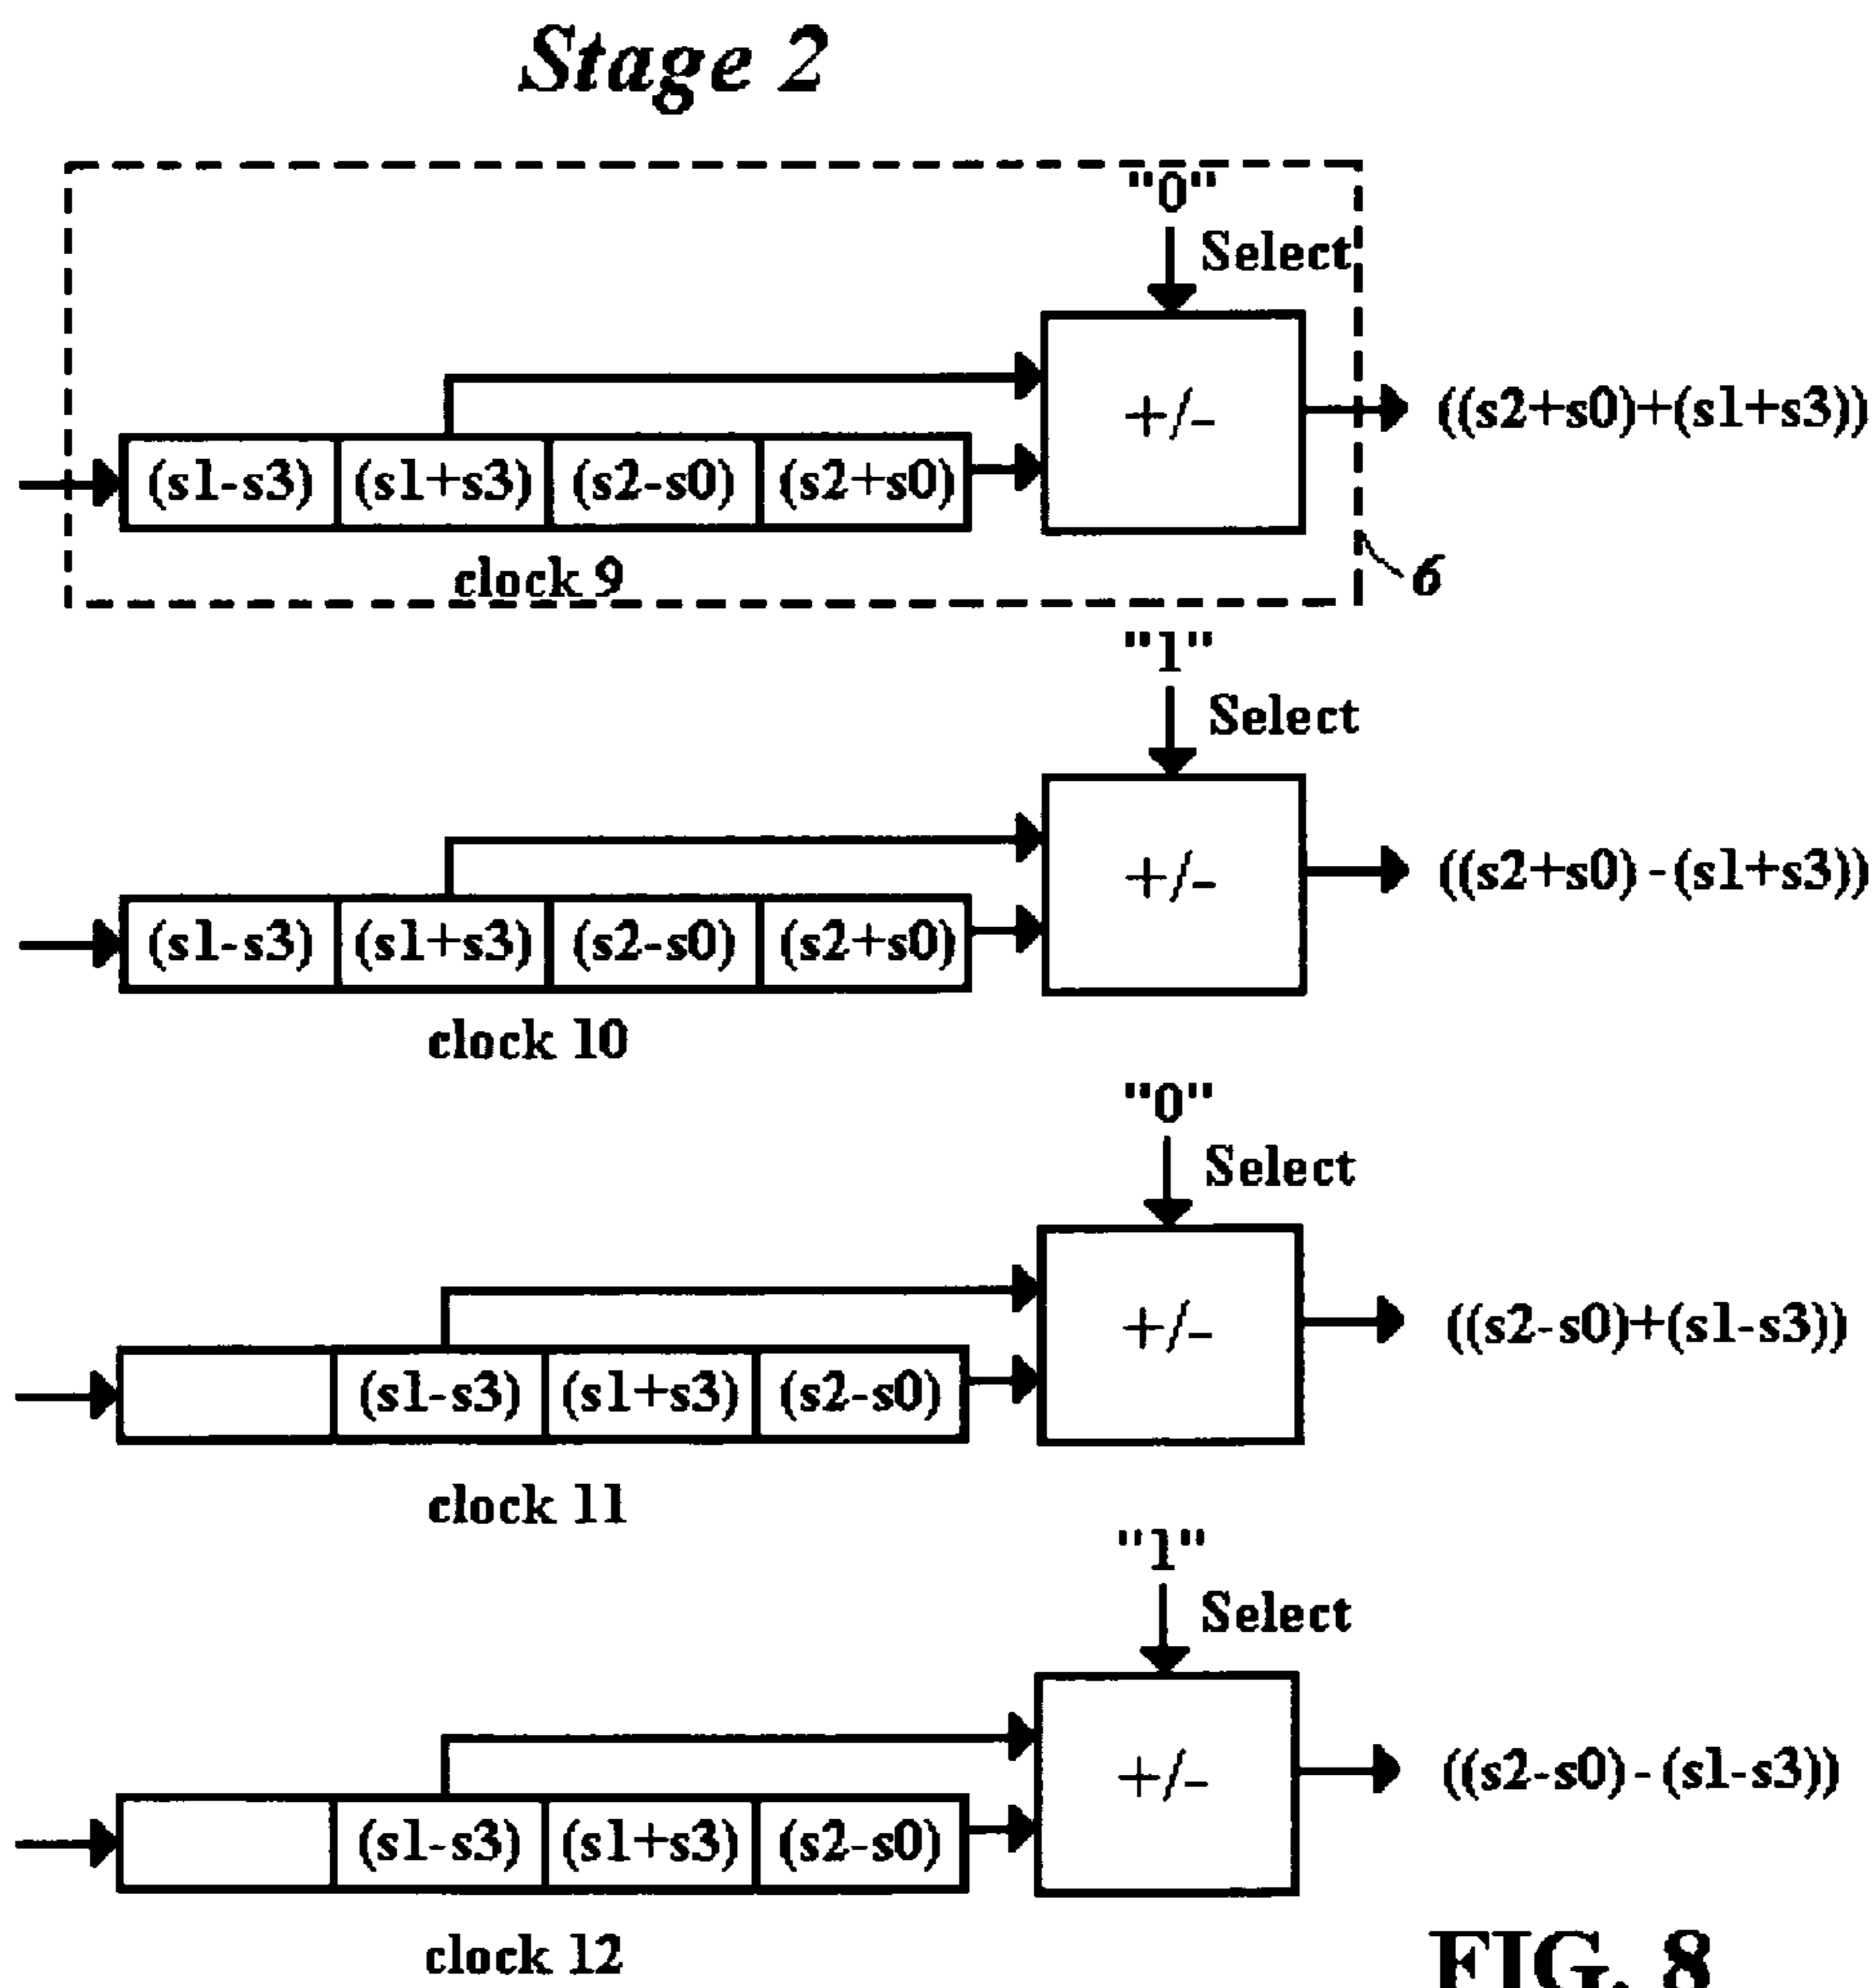 Stage 2
"0"
Select
+/-
((s2+s0)+(s1+s3))
(s1-s3) (s1+s3) (s2-s0) (s2+s0)
clock 9
6
"1"
Select
+/-
((s2+s0)-(s1+s3))
(s1-s3) (s1+s3) (s2-s0) (s2+s0)
clock 10
"0"
Select
+/-
((s2-s0)+(s1-s3))
(s1-s3) (s1+s3) (s2-s0)
clock 11
"1"
Select
+/-
((s2-s0)-(s1-s3))
(s1-s3) (s1+s3) (s2-s0)
clock 12
FIG. 8